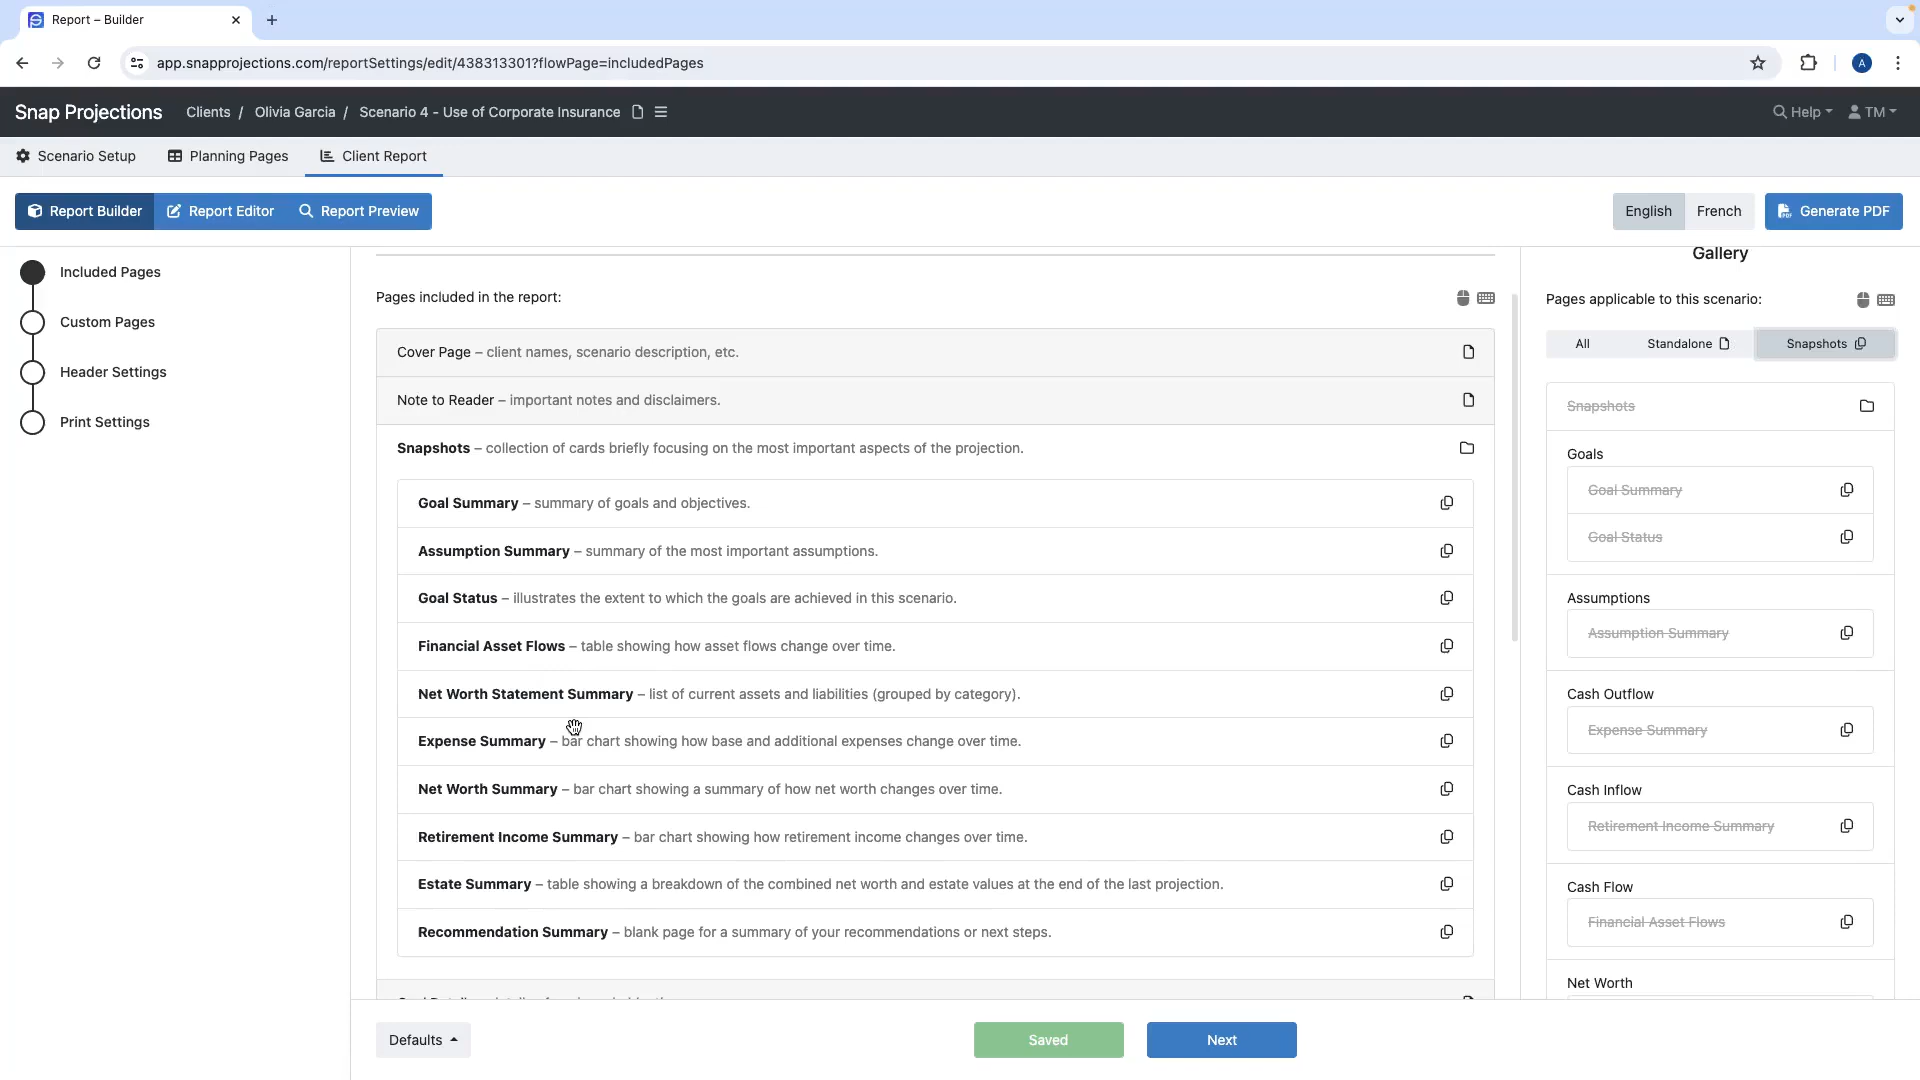 Report – Builder
app.snapprojections.com/reportSettings/edit/438313301?flowPage=includedPages
A
Snap Projections
Clients / Olivia Garcia / Scenario 4 - Use of Corporate Insurance
Help
TM
Scenario Setup
Planning Pages
Client Report
Report Builder
Report Editor
Report Preview
English
French
Generate PDF
Included Pages
Custom Pages
Header Settings
Print Settings
Pages included in the report:
Cover Page – client names, scenario description, etc.
Note to Reader – important notes and disclaimers.
Snapshots – collection of cards briefly focusing on the most important aspects of the projection.
Goal Summary – summary of goals and objectives.
Assumption Summary – summary of the most important assumptions.
Goal Status – illustrates the extent to which the goals are achieved in this scenario.
Financial Asset Flows – table showing how asset flows change over time.
Net Worth Statement Summary – list of current assets and liabilities (grouped by category).
Expense Summary – bar chart showing how base and additional expenses change over time.
Net Worth Summary – bar chart showing a summary of how net worth changes over time.
Retirement Income Summary – bar chart showing how retirement income changes over time.
Estate Summary – table showing a breakdown of the combined net worth and estate values at the end of the last projection.
Recommendation Summary – blank page for a summary of your recommendations or next steps.
Defaults
Saved
Next
Gallery
Pages applicable to this scenario:
All
Standalone
Snapshots
Snapshots
Goals
Goal Summary
Goal Status
Assumptions
Assumption Summary
Cash Outflow
Expense Summary
Cash Inflow
Retirement Income Summary
Cash Flow
Financial Asset Flows
Net Worth